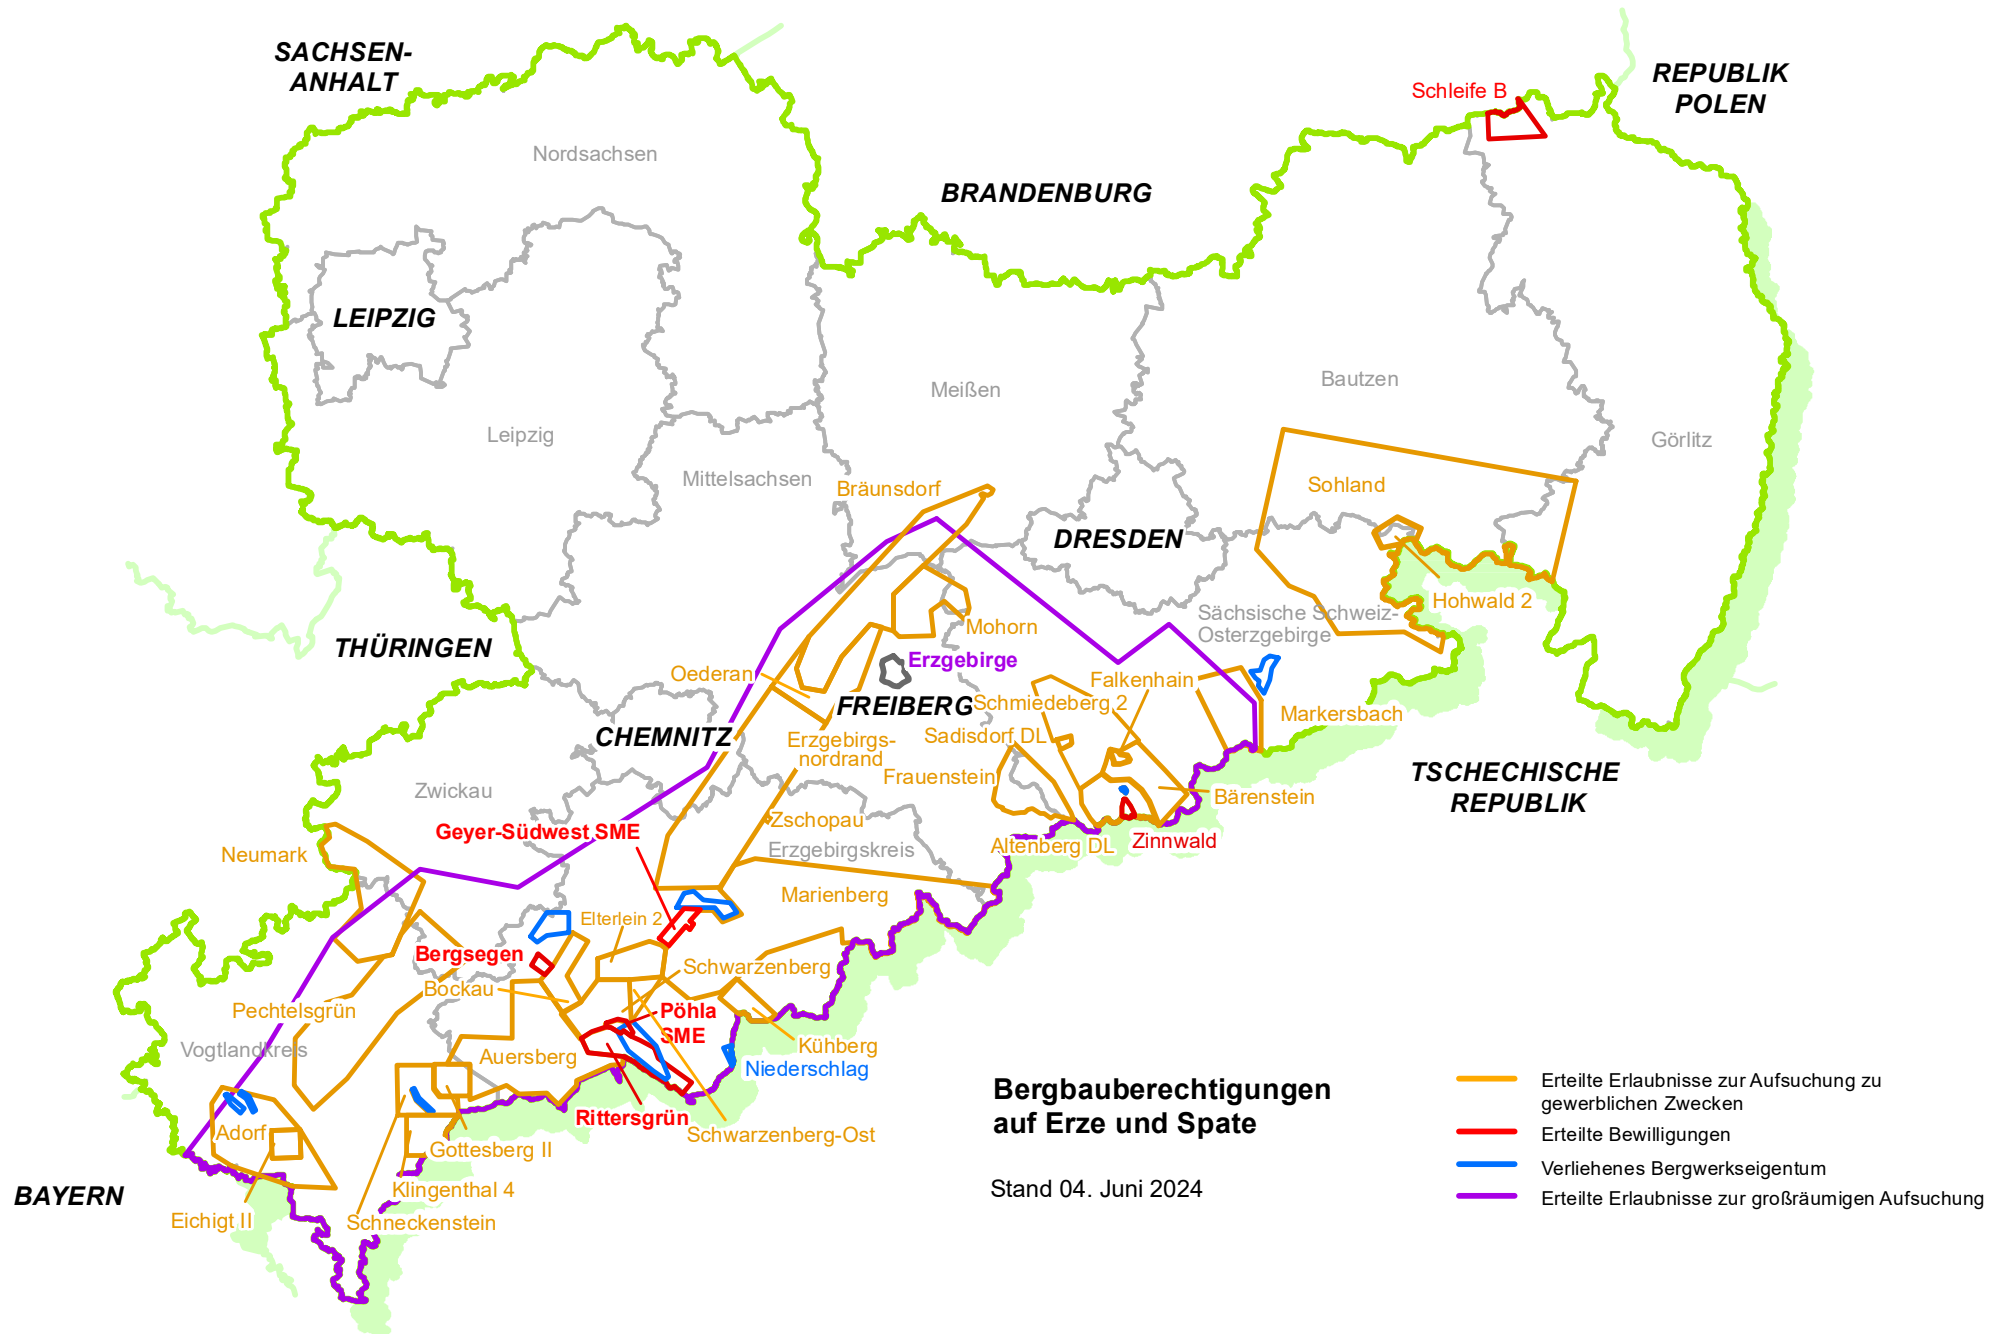 SACHSEN-
ANHALT
REPUBLIK
POLEN
Schleife B
Nordsachsen
BRANDENBURG
LEIPZIG
Meißen
Bautzen
Leipzig
Görlitz
Mittelsachsen
Bräunsdorf
Sohland
DRESDEN
Hohwald 2
Sächsische Schweiz-
Osterzgebirge
Mohorn
THÜRINGEN
Erzgebirge
Oederan
Falkenhain
FREIBERG
Schmiedeberg 2
Markersbach
CHEMNITZ
Erzgebirgs-
nordrand
Sadisdorf DL
Frauenstein
TSCHECHISCHE
REPUBLIK
Zwickau
Bärenstein
Zschopau
Geyer-Südwest SME
Erzgebirgskreis
Altenberg DL
Zinnwald
Neumark
Marienberg
Elterlein 2
Bergsegen
Schwarzenberg
Bockau
Pechtelsgrün
Pöhla
SME
Kühberg
Vogtlandkreis
Auersberg
Niederschlag
Rittersgrün
Adorf
Schwarzenberg-Ost
Gottesberg II
Klingenthal 4
BAYERN
Eichigt II
Schneckenstein
Bergbauberechtigungen
auf Erze und Spate
Stand 04. Juni 2024
Erteilte Erlaubnisse zur Aufsuchung zu
gewerblichen Zwecken
Erteilte Bewilligungen
Verliehenes Bergwerkseigentum
Erteilte Erlaubnisse zur großräumigen Aufsuchung